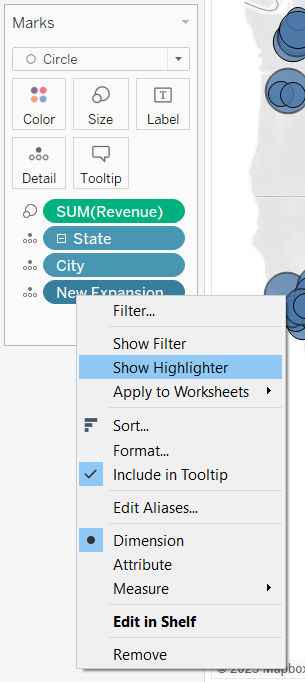 Marks
Circle
Color
Size
Label
Detail
Tooltip
SUM(Revenue)
State
City
New Expansion
Filter...
Show Filter
Show Highlighter
Apply to Worksheets
Sort...
Format...
Include in Tooltip
Edit Aliases...
Dimension
Attribute
Measure
Edit in Shelf
Remove
© 2025 Mapbox